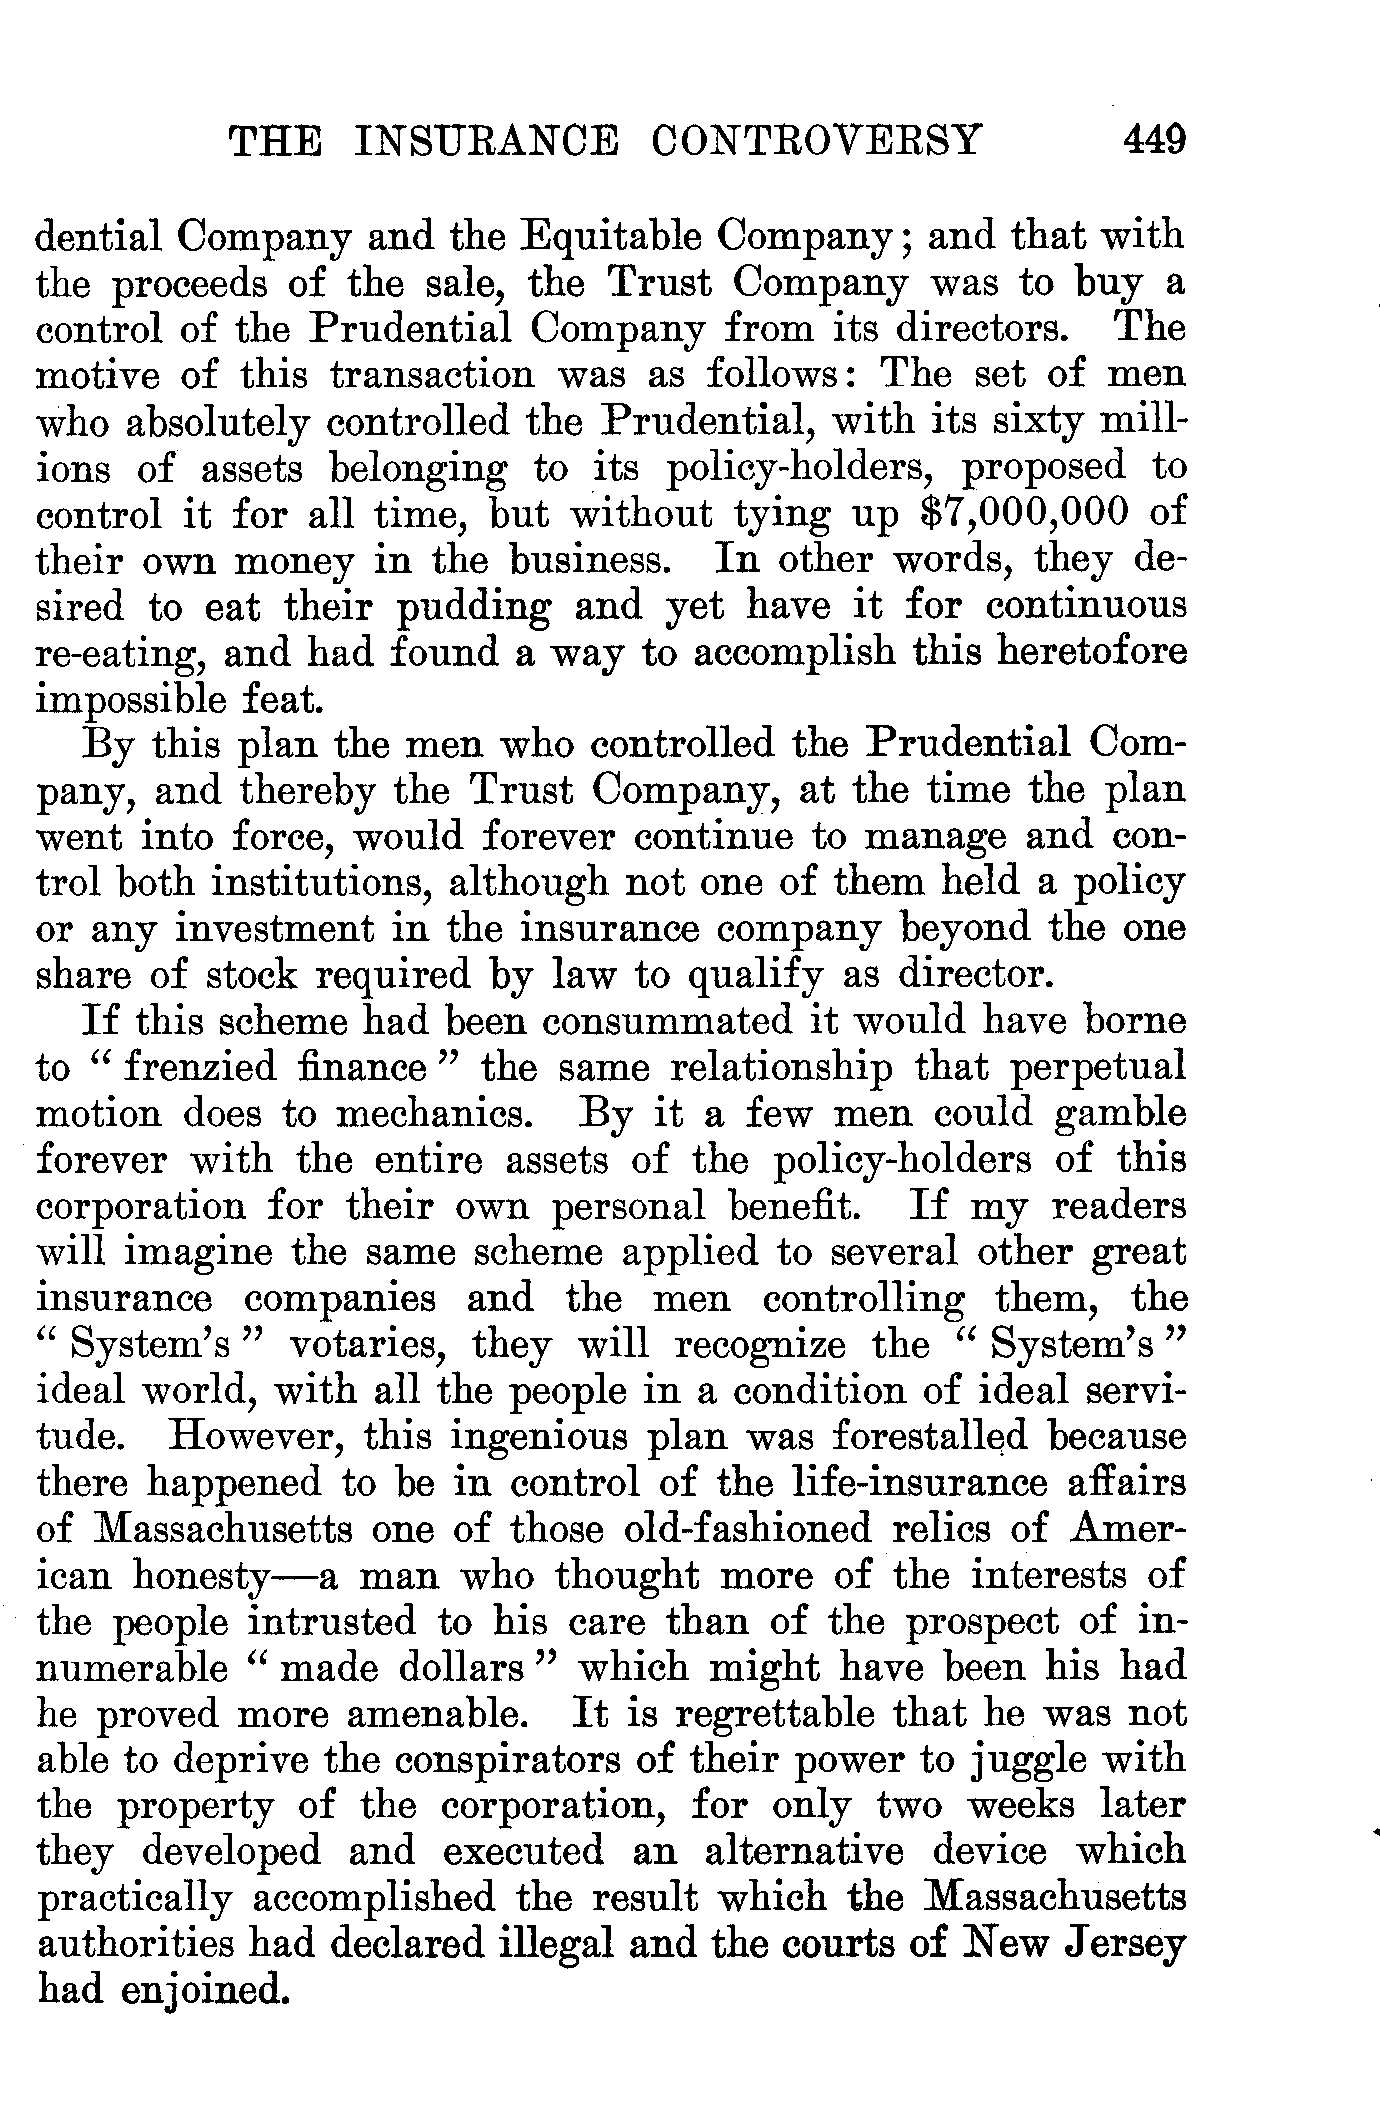 THE INSURANCE CONTROVERSY 449
dential Company and the Equitable Company; and that with
the proceeds of the sale, the Trust Company was to buy a
control of the Prudential Company from its directors. The
motive of this transaction was as follows: The set of men
who absolutely controlled the Prudential, with its sixty mill-
ions of assets belonging to its policy-holders, proposed to
control it for all time, but without tying up $7,000,000 of
their own money in the business. In other words, they de-
sired to eat their pudding and yet have it for continuous
re-eating, and had found a way to accomplish this heretofore
impossible feat.
By this plan the men who controlled the Prudential Com-
pany, and thereby the Trust Company, at the time the plan
went into force, would forever continue to manage and con-
trol both institutions, although not one of them held a policy
or any investment in the insurance company beyond the one
share of stock required by law to qualify as director.
If this scheme had been consummated it would have borne
to " frenzied finance " the same relationship that perpetual
motion does to mechanics. By it a few men could gamble
forever with the entire assets of the policy-holders of this
corporation for their own personal benefit. If my readers
will imagine the same scheme applied to several other great
insurance companies and the men controlling them, the
" System's " votaries, they will recognize the " System's "
ideal world, with all the people in a condition of ideal servi-
tude. However, this ingenious plan was forestalled because
there happened to be in control of the life-insurance affairs
of Massachusetts one of those old-fashioned relics of Amer-
ican honesty—a man who thought more of the interests of
the people intrusted to his care than of the prospect of in-
numerable " made dollars " which might have been his had
he proved more amenable. It is regrettable that he was not
able to deprive the conspirators of their power to juggle with
the property of the corporation, for only two weeks later
they developed and executed an alternative device which
practically accomplished the result which the Massachusetts
authorities had declared illegal and the courts of New Jersey
had enjoined.